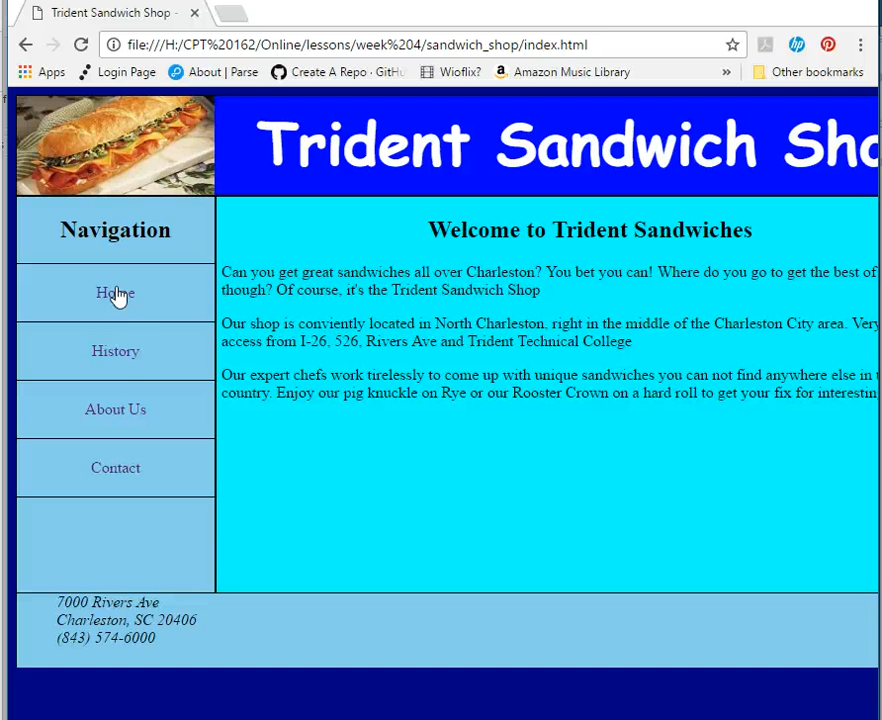 Trident Sandwich Shop -
file:///H:/CPT%20162/Online/lessons/week%204/sandwich_shop/index.html
Apps Login Page About | Parse Create A Repo · GitHu Wioflix? Amazon Music Library » Other bookmarks
Trident Sandwich Sho
Navigation
Home
History
About Us
Contact
Welcome to Trident Sandwiches
Can you get great sandwiches all over Charleston? You bet you can! Where do you go to get the best of
though? Of course, it's the Trident Sandwich Shop
Our shop is conviently located in North Charleston, right in the middle of the Charleston City area. Very
access from I-26, 526, Rivers Ave and Trident Technical College
Our expert chefs work tirelessly to come up with unique sandwiches you can not find anywhere else in
country. Enjoy our pig knuckle on Rye or our Rooster Crown on a hard roll to get your fix for interestin
7000 Rivers Ave
Charleston, SC 20406
(843) 574-6000